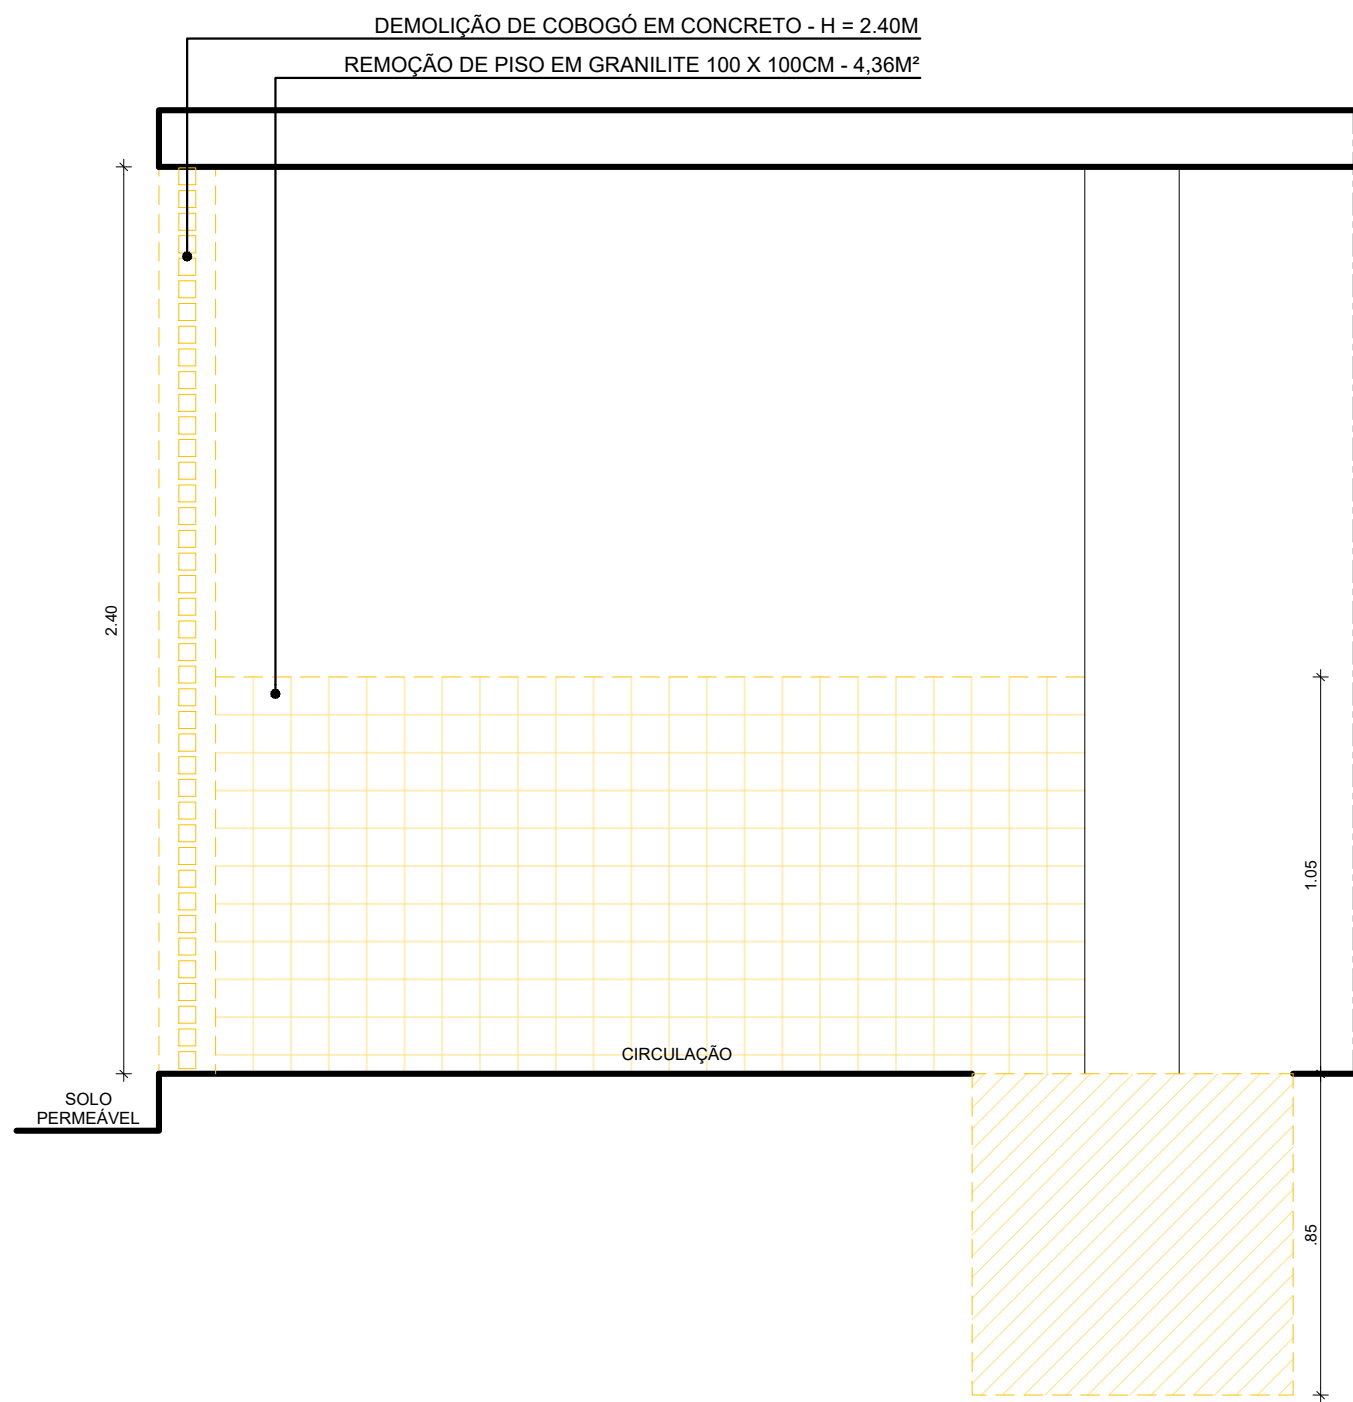 DEMOLIÇÃO DE COBOGÓ EM CONCRETO - H = 2.40M
REMOÇÃO DE PISO EM GRANILITE 100 X 100CM - 4,36M²
2.40
1.05
CIRCULAÇÃO
SOLO
PERMEÁVEL
.85